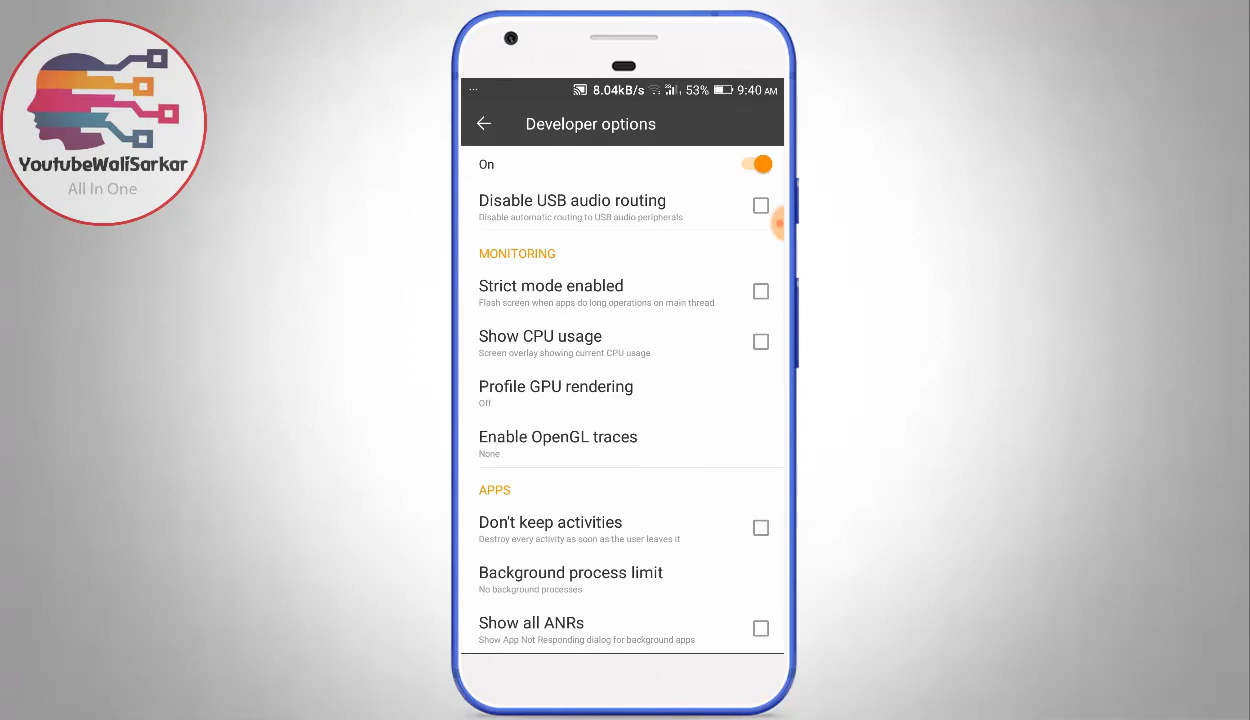 YoutubeWaliSarkar
All In One
... 8.04kB/s 53% 9:40 AM
Developer options
On
Disable USB audio routing
Disable automatic routing to USB audio peripherals
MONITORING
Strict mode enabled
Flash screen when apps do long operations on main thread
Show CPU usage
Screen overlay showing current CPU usage
Profile GPU rendering
Off
Enable OpenGL traces
None
APPS
Don't keep activities
Destroy every activity as soon as the user leaves it
Background process limit
No background processes
Show all ANRs
Show App Not Responding dialog for background apps